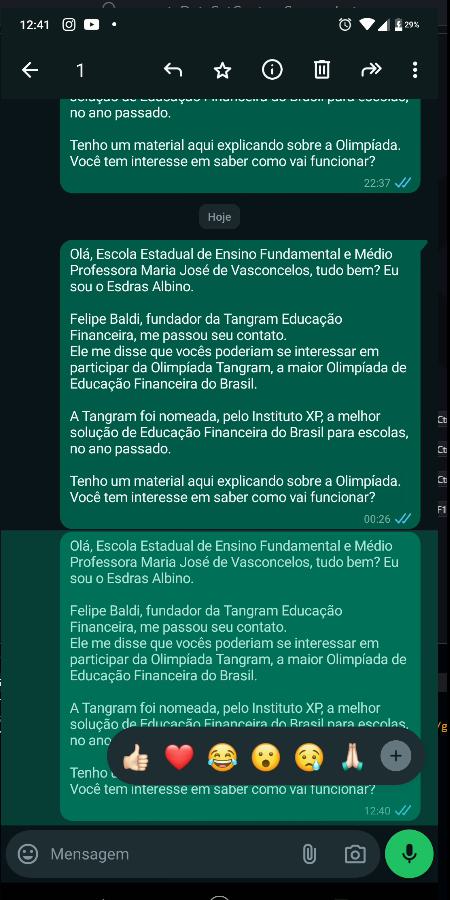 12:41
29%
1
solução de Educação Financeira do Brasil para escolas,
no ano passado.
Tenho um material aqui explicando sobre a Olimpíada.
Você tem interesse em saber como vai funcionar?
22:37
Hoje
Olá, Escola Estadual de Ensino Fundamental e Médio
Professora Maria José de Vasconcelos, tudo bem? Eu
sou o Esdras Albino.
Felipe Baldi, fundador da Tangram Educação
Financeira, me passou seu contato.
Ele me disse que vocês poderiam se interessar em
participar da Olimpíada Tangram, a maior Olimpíada de
Educação Financeira do Brasil.
A Tangram foi nomeada, pelo Instituto XP, a melhor
solução de Educação Financeira do Brasil para escolas,
no ano passado.
Tenho um material aqui explicando sobre a Olimpíada.
Você tem interesse em saber como vai funcionar?
00:26
Olá, Escola Estadual de Ensino Fundamental e Médio
Professora Maria José de Vasconcelos, tudo bem? Eu
sou o Esdras Albino.
Felipe Baldi, fundador da Tangram Educação
Financeira, me passou seu contato.
Ele me disse que vocês poderiam se interessar em
participar da Olimpíada Tangram, a maior Olimpíada de
Educação Financeira do Brasil.
A Tangram foi nomeada, pelo Instituto XP, a melhor
solução de Educação Financeira do Brasil para escolas,
no ano
Tenho
Você tem interesse em saber como vai funcionar?
12:40
Mensagem